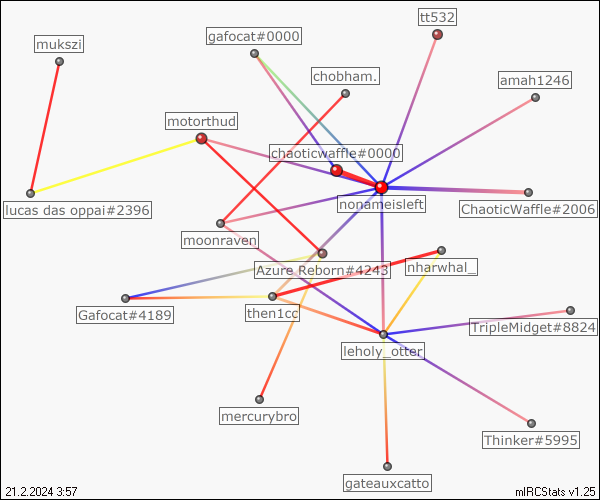 tt532
gafocat#0000
mukszi
chobham.
amah1246
motorthud
chaoticwaffle#0000
nonameisleft
ChaoticWaffle#2006
lucas das oppai#2396
moonraven
Azure Reborn#4243
nharwhal_
Gafocat#4189
then1cc
TripleMidget#8824
leholy_otter
mercurybro
Thinker#5995
gateauxcatto
21.2.2024 3:57
mIRCStats v1.25